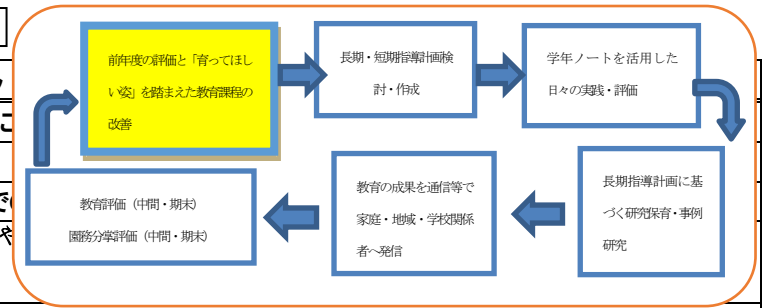 前年度の評価と「育ってほし
い姿」を踏まえた教育課程の
改善
長期・短期指導計画検
討・作成
学年ノートを活用した
日々の実践・評価
長期指導計画に基
づく研究保育・事例
研究
教育の成果を通信等で
家庭・地域・学校関係
者へ発信
教育評価（中間・期末）
園務分掌評価（中間・期末）